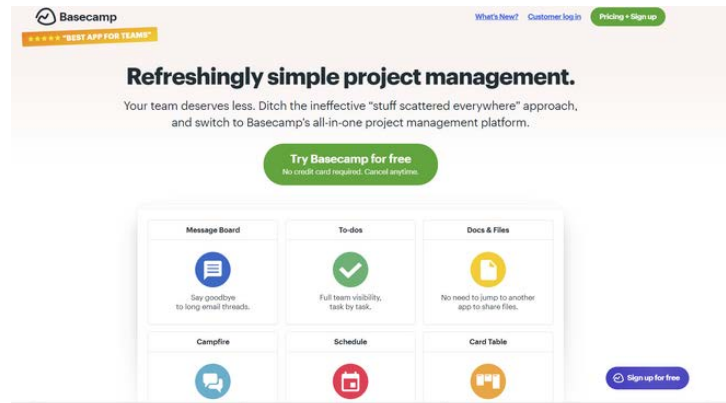 Basecamp
What's New?
Customer log in
Pricing + Sign up
★★★★★ "BEST APP FOR TEAMS"
Refreshingly simple project management.
Your team deserves less. Ditch the ineffective "stuff scattered everywhere" approach,
and switch to Basecamp's all-in-one project management platform.
Try Basecamp for free
No credit card required. Cancel anytime.
Message Board
Say goodbye
to long email threads.
To-dos
Full team visibility,
task by task.
Docs & Files
No need to jump to another
app to share files.
Campfire
Schedule
Card Table
Sign up for free